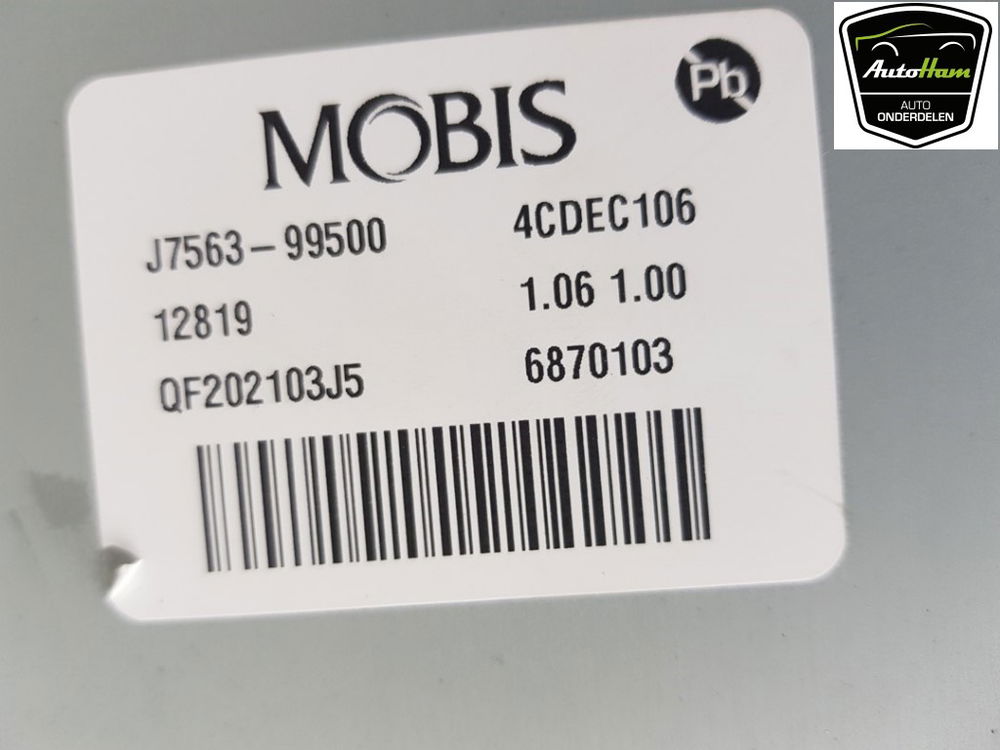 MOBIS
Pb
J7563-99500 4CDEC106
12819 1.06 1.00
QF202103J5 6870103
AutoHam
AUTO
ONDERDELEN